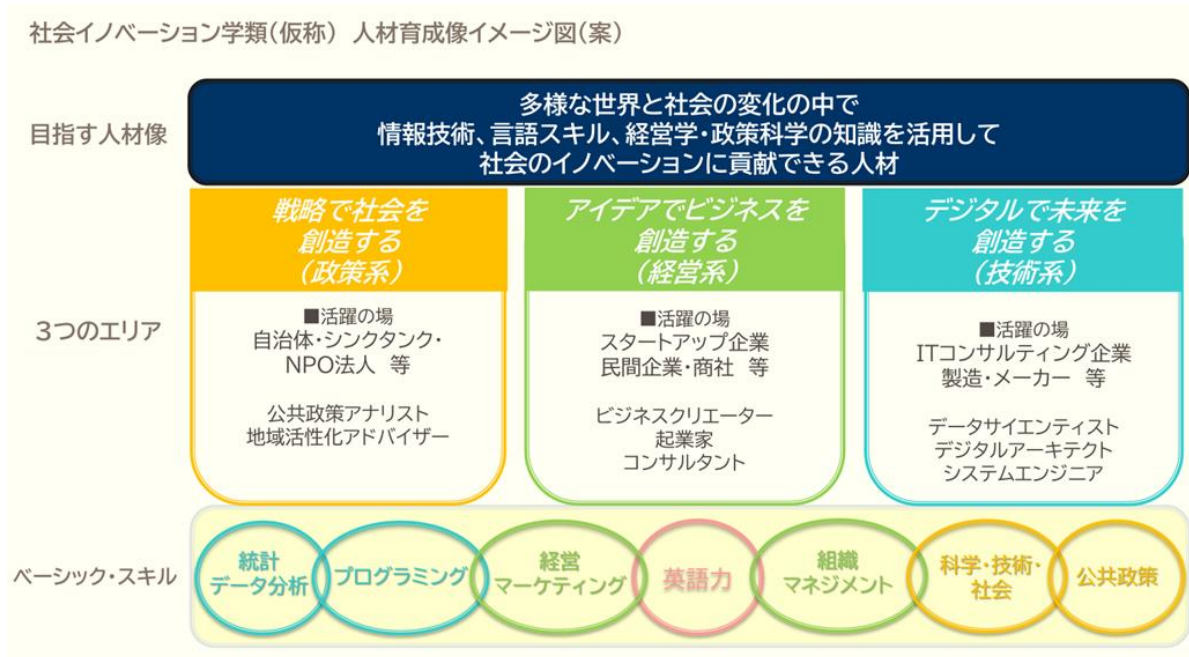 社会イノベーション学類(仮称) 人材育成像イメージ図(案)
目指す人材像
多様な世界と社会の変化の中で
情報技術、言語スキル、経営学・政策科学の知識を活用して
社会のイノベーションに貢献できる人材
3つのエリア
戦略で社会を
創造する
(政策系)
■活躍の場
自治体・シンクタンク・
NPO法人 等
公共政策アナリスト
地域活性化アドバイザー
アイデアでビジネスを
創造する
(経営系)
■活躍の場
スタートアップ企業
民間企業・商社 等
ビジネスクリエーター
起業家
コンサルタント
デジタルで未来を
創造する
(技術系)
■活躍の場
ITコンサルティング企業
製造・メーカー 等
データサイエンティスト
デジタルアーキテクト
システムエンジニア
ベーシック・スキル
統計
データ分析
プログラミング
経営
マーケティング
英語力
組織
マネジメント
科学・技術・
社会
公共政策